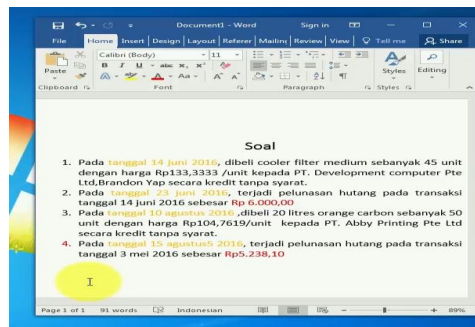 Document1 - Word
Sign in
File Home Insert Design Layout Referer Mailing Review View Tell me Share
Calibri (Body) 11
Paste
B I U abc x, x²
A Aa A A
Styles Editing
Clipboard Font Paragraph Styles
Soal
1. Pada tanggal 14 juni 2016, dibeli cooler filter medium sebanyak 45 unit
dengan harga Rp133,3333 /unit kepada PT. Development computer Pte
Ltd,Brandon Yap secara kredit tanpa syarat.
2. Pada tanggal 23 juni 2016, terjadi pelunasan hutang pada transaksi
tanggal 14 juni 2016 sebesar Rp 6.000,00
3. Pada tanggal 10 agustus 2016 ,dibeli 20 litres orange carbon sebanyak 50
unit dengan harga Rp104,7619/unit kepada PT. Abby Printing Pte Ltd
secara kredit tanpa syarat.
4. Pada tanggal 15 agustus5 2016, terjadi pelunasan hutang pada transaksi
tanggal 3 mei 2016 sebesar Rp5.238,10
Page 1 of 1 91 words Indonesian 89%